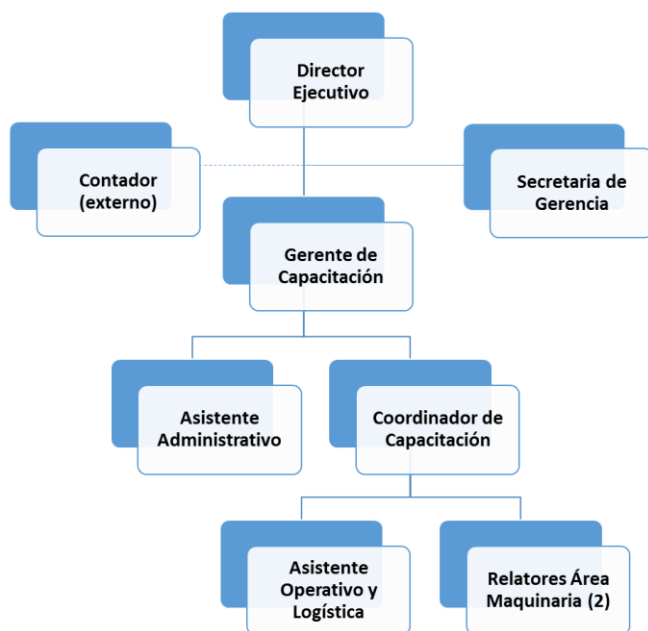 Director
Ejecutivo
Contador
(externo)
Secretaria de
Gerencia
Gerente de
Capacitación
Asistente
Administrativo
Coordinador de
Capacitación
Asistente
Operativo y
Logística
Relatores Área
Maquinaria (2)